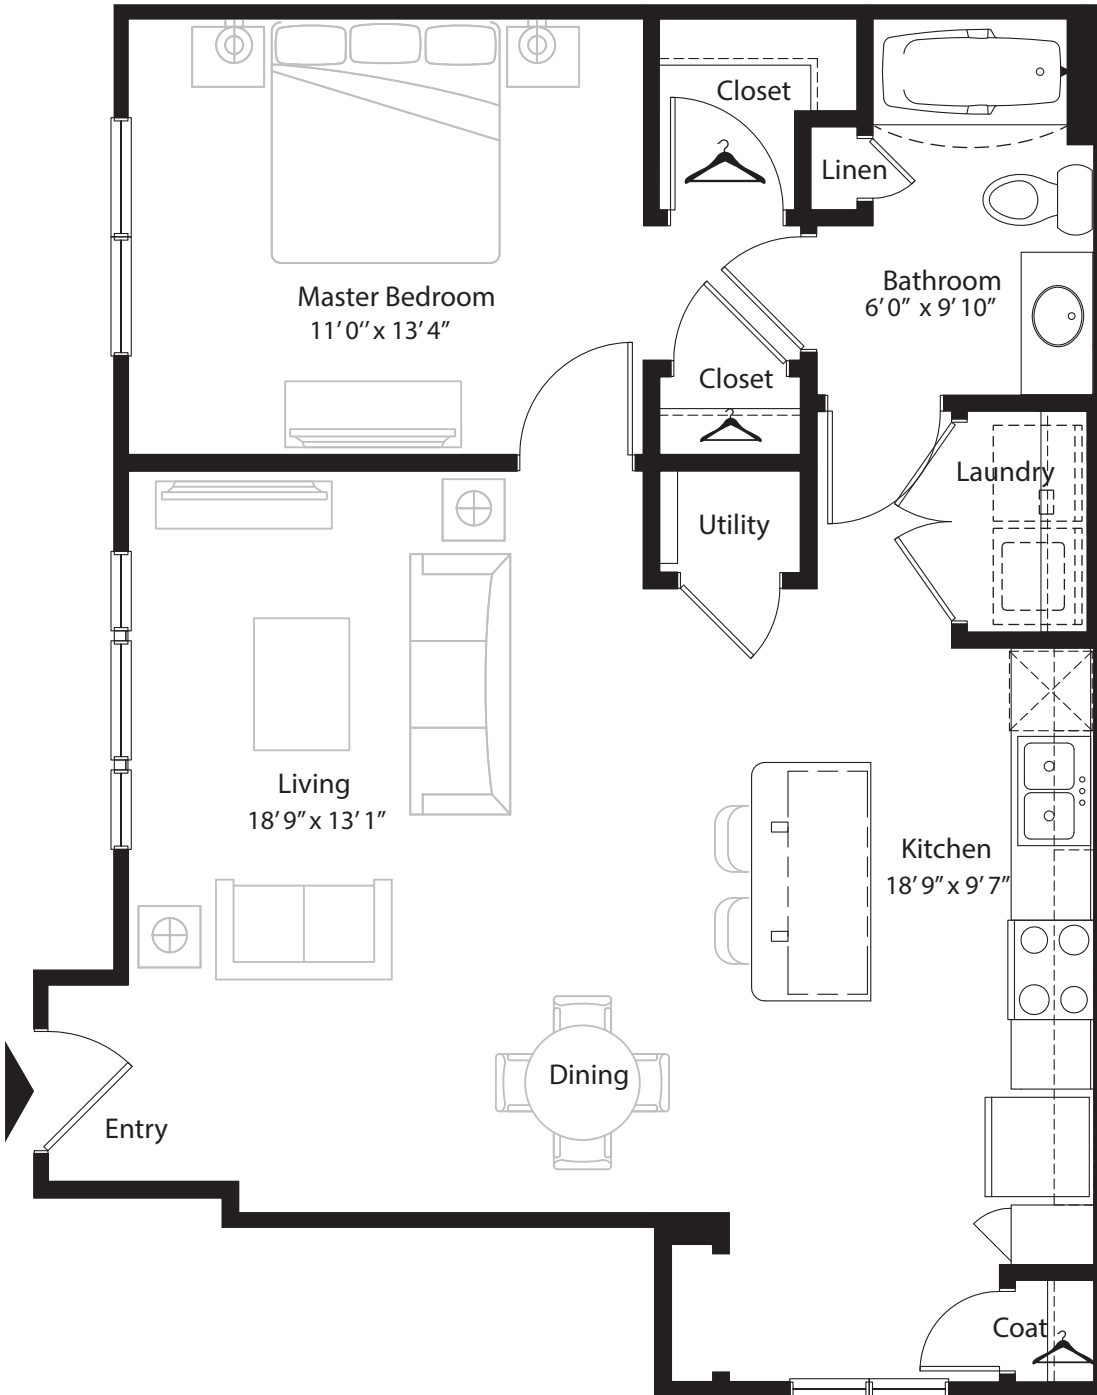 Closet
Linen
Master Bedroom
11'0" x 13'4"
Bathroom
6'0" x 9'10"
Closet
Laundry
Utility
Living
18'9" x 13'1"
Kitchen
18'9" x 9'7"
Dining
Entry
Coat